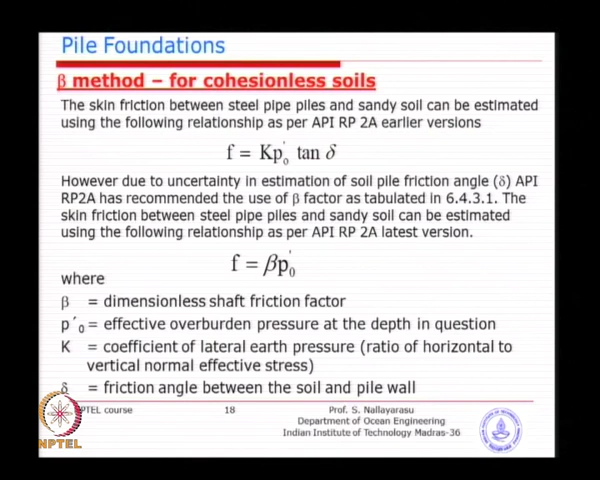 Pile Foundations
β method – for cohesionless soils
The skin friction between steel pipe piles and sandy soil can be estimated
using the following relationship as per API RP 2A earlier versions
f = Kp'o tan δ
However due to uncertainty in estimation of soil pile friction angle (δ) API
RP2A has recommended the use of β factor as tabulated in 6.4.3.1. The
skin friction between steel pipe piles and sandy soil can be estimated
using the following relationship as per API RP 2A latest version.
f = βp'0
where
β = dimensionless shaft friction factor
p´0 = effective overburden pressure at the depth in question
K = coefficient of lateral earth pressure (ratio of horizontal to
vertical normal effective stress)
δ = friction angle between the soil and pile wall
PTEL course 18 Prof. S. Nallayarasu
Department of Ocean Engineering
Indian Institute of Technology Madras-36
NPTEL